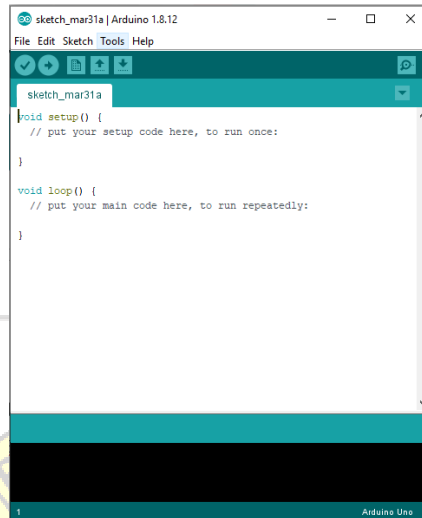 sketch_mar31a | Arduino 1.8.12
File Edit Sketch Tools Help
sketch_mar31a
void setup() {
  // put your setup code here, to run once:
}
void loop() {
  // put your main code here, to run repeatedly:
}
1 Arduino Uno